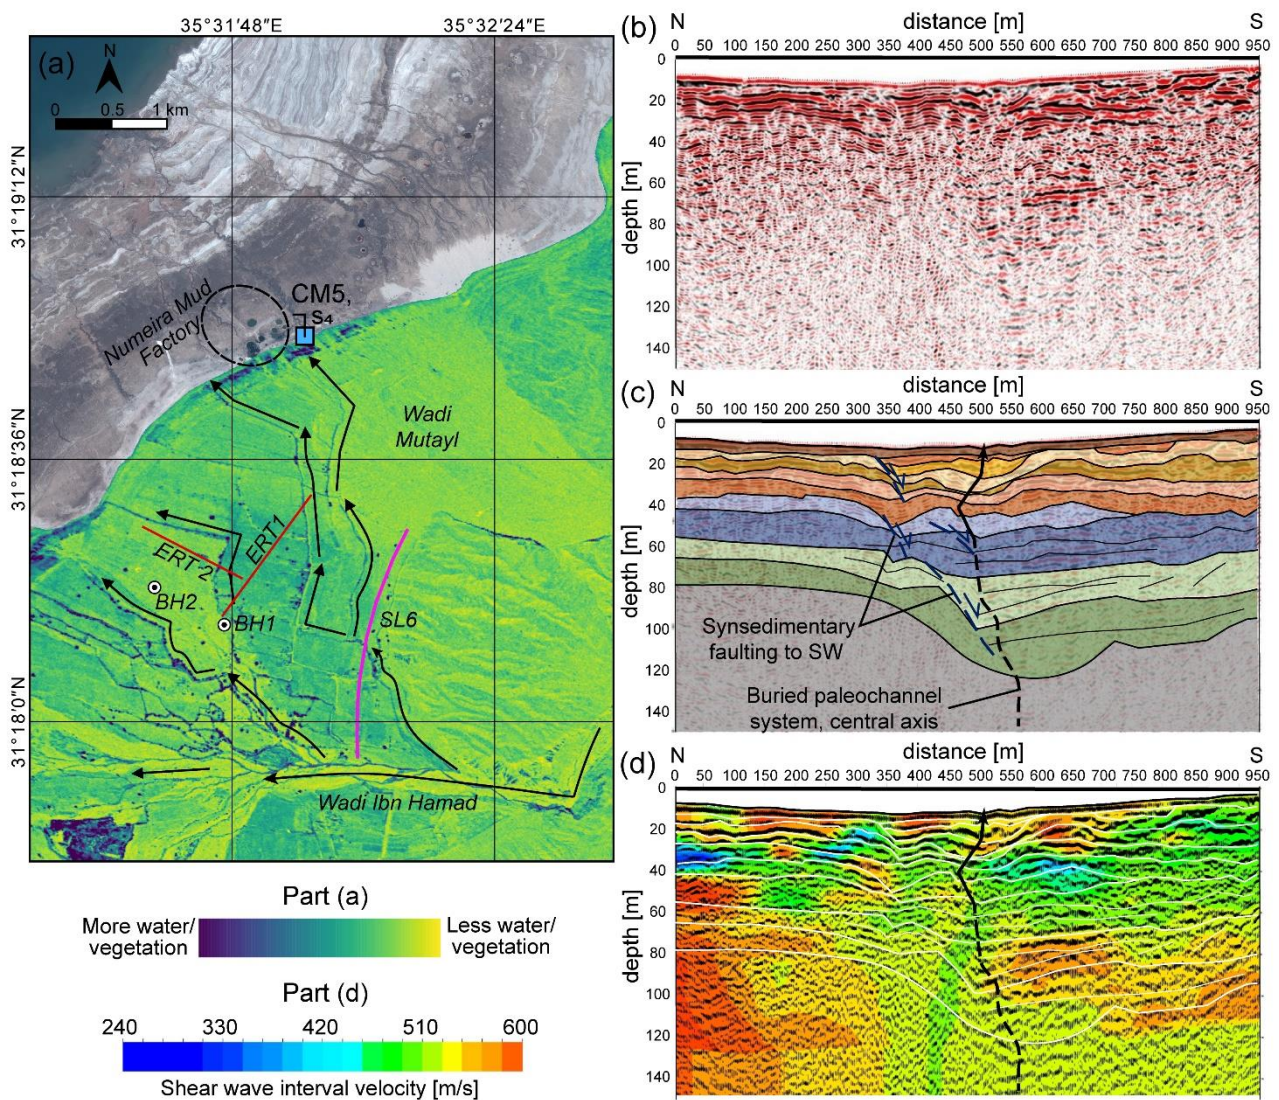 35°31'48"E
35°32'24"E
(a)
N
0 0.5 1 km
31°19'12"N
31°18'36"N
31°18'0"N
Numeira Mud
Factory
CM5,
S₄
Wadi
Mutayl
ERT1
ERT-2
BH2
BH1
SL6
Wadi Ibn Hamad
Part (a)
More water/
vegetation
Less water/
vegetation
Part (d)
240 330 420 510 600
Shear wave interval velocity [m/s]
(b)
N distance [m] S
0 50 100 150 200 250 300 350 400 450 500 550 600 650 700 750 800 850 900 950
depth [m]
0
20
40
60
80
100
120
140
(c)
N distance [m] S
0 50 100 150 200 250 300 350 400 450 500 550 600 650 700 750 800 850 900 950
depth [m]
0
20
40
60
80
100
120
140
Synsedimentary
faulting to SW
Buried paleochannel
system, central axis
(d)
N distance [m] S
0 50 100 150 200 250 300 350 400 450 500 550 600 650 700 750 800 850 900 950
depth [m]
0
20
40
60
80
100
120
140